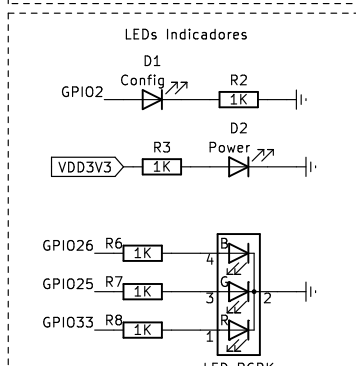 LEDs Indicadores
D1
Config
GPIO2
R2
1K
D2
Power
R3
VDD3V3
1K
GPIO26 R6 1K 4 B
GPIO25 R7 1K 3 G 2
GPIO33 R8 1K 1 R